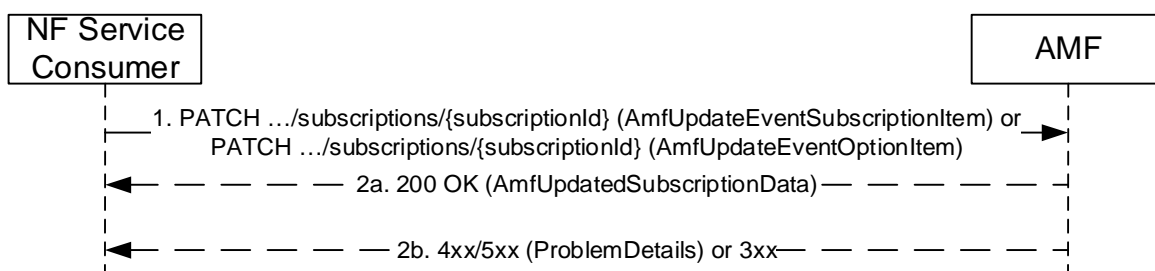 NF Service
Consumer
AMF
1. PATCH …/subscriptions/{subscriptionId} (AmfUpdateEventSubscriptionItem) or
PATCH …/subscriptions/{subscriptionId} (AmfUpdateEventOptionItem)
2a. 200 OK (AmfUpdatedSubscriptionData)
2b. 4xx/5xx (ProblemDetails) or 3xx